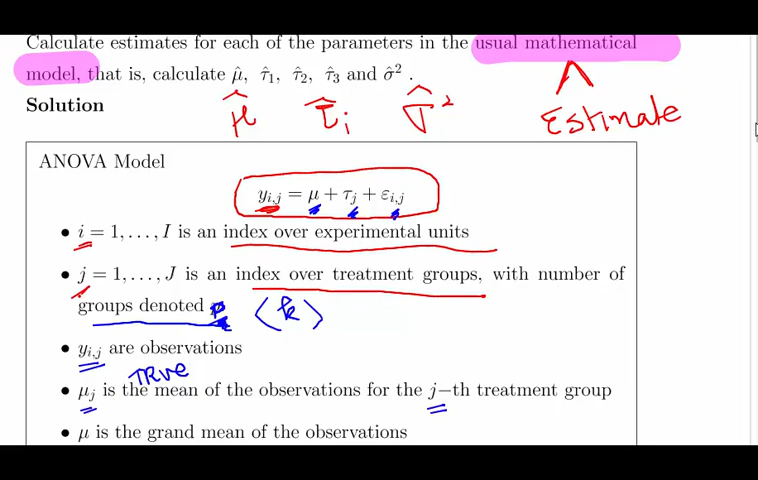 Calculate estimates for each of the parameters in the usual mathematical
model, that is, calculate μ̂, τ̂₁, τ̂₂, τ̂₃ and σ̂² .
Solution
μ̂ τ̂ᵢ σ̂² Estimate
ANOVA Model
yᵢ,ⱼ = μ + τⱼ + εᵢ,ⱼ
• i = 1, . . . , I is an index over experimental units
• j = 1, . . . , J is an index over treatment groups, with number of
groups denoted (k)
• yᵢ,ⱼ are observations
TRUE
• μⱼ is the mean of the observations for the j−th treatment group
• μ is the grand mean of the observations